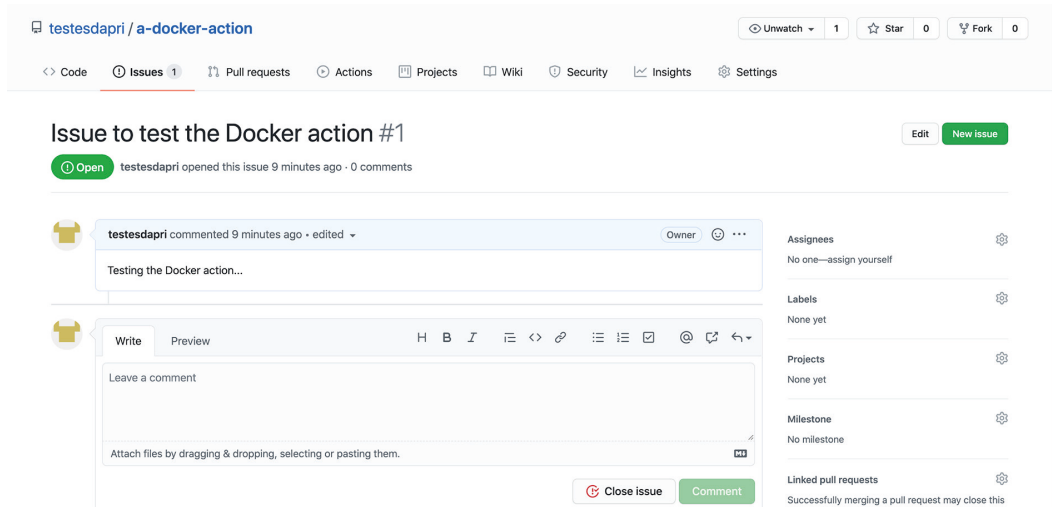 testesdapri / a-docker-action
Unwatch 1 Star 0 Fork 0
Code Issues 1 Pull requests Actions Projects Wiki Security Insights Settings
Issue to test the Docker action #1
Edit New issue
Open testesdapri opened this issue 9 minutes ago · 0 comments
testesdapri commented 9 minutes ago • edited
Owner
Testing the Docker action...
Assignees
No one—assign yourself
Labels
None yet
Projects
None yet
Milestone
No milestone
Linked pull requests
Successfully merging a pull request may close this
Write Preview
H B I
Leave a comment
Attach files by dragging & dropping, selecting or pasting them.
Close issue Comment